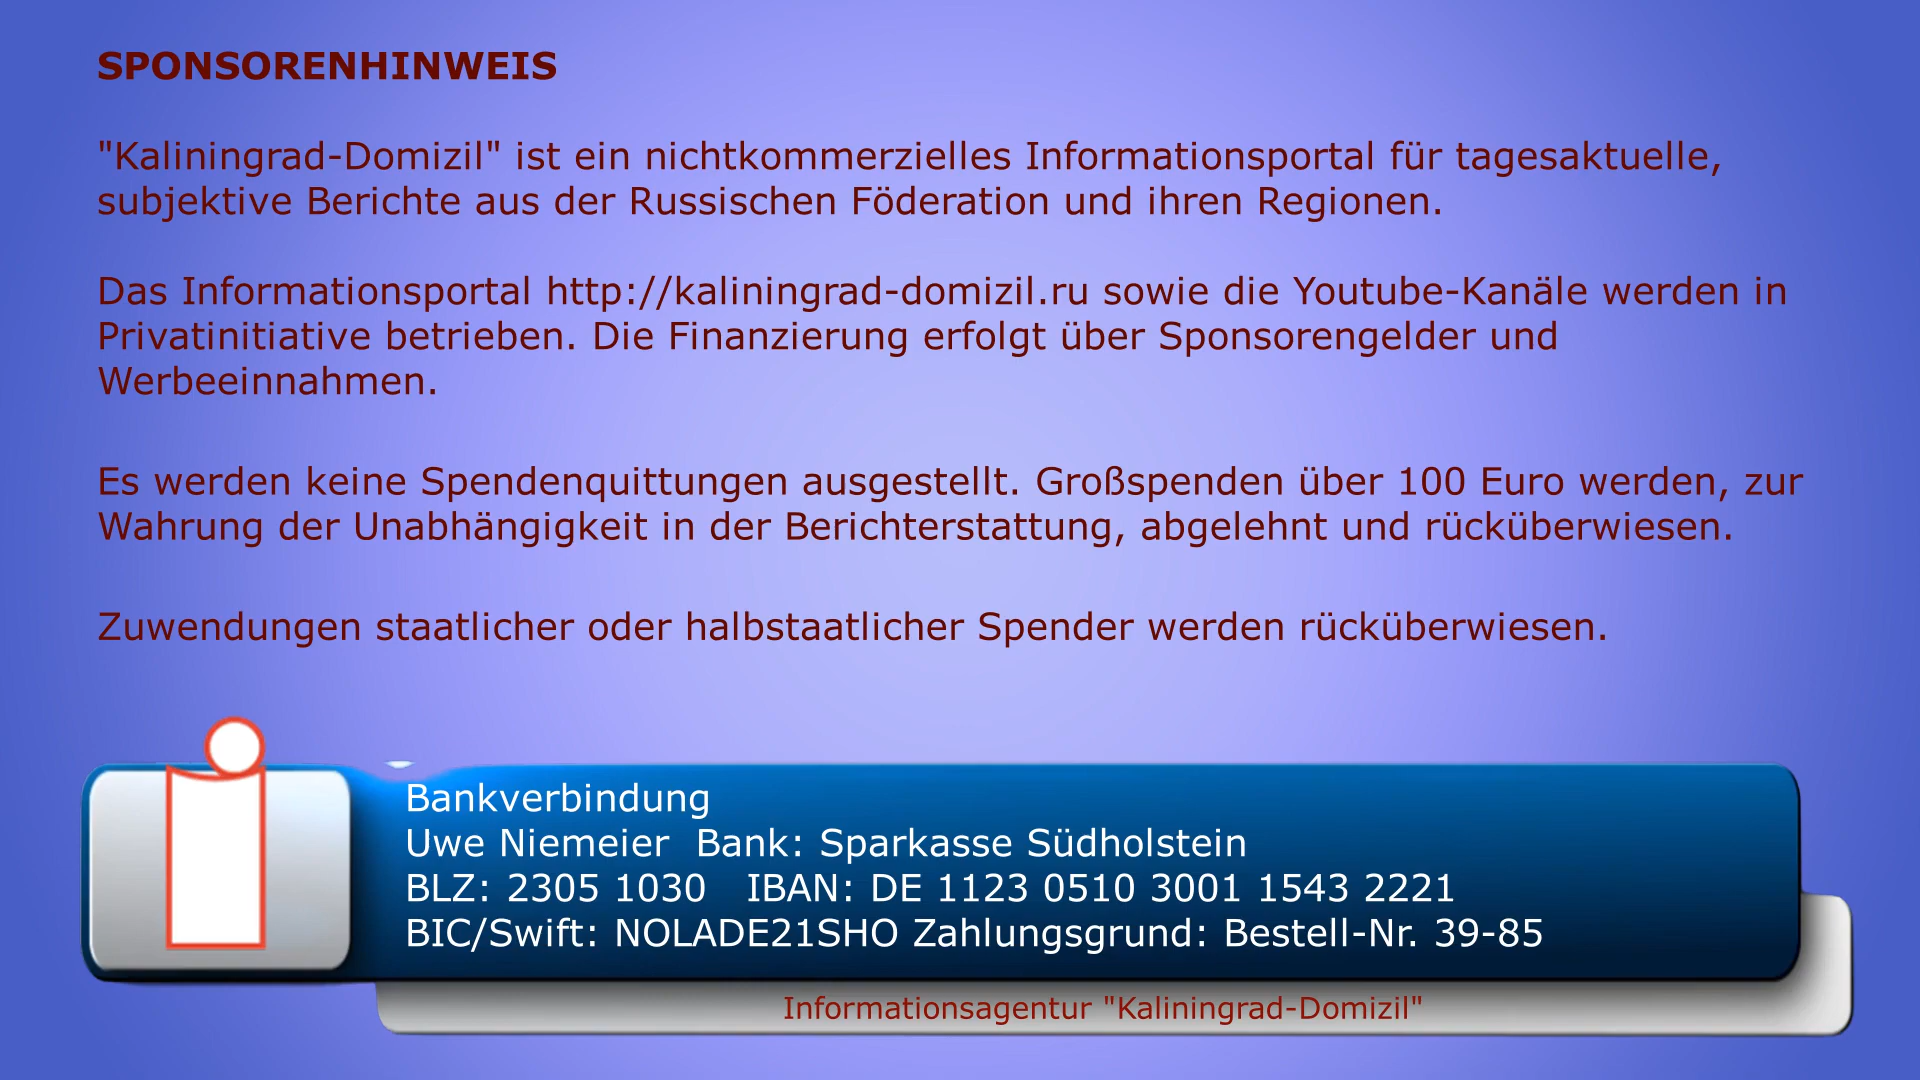 SPONSORENHINWEIS
"Kaliningrad-Domizil" ist ein nichtkommerzielles Informationsportal für tagesaktuelle,
subjektive Berichte aus der Russischen Föderation und ihren Regionen.
Das Informationsportal http://kaliningrad-domizil.ru sowie die Youtube-Kanäle werden in
Privatinitiative betrieben. Die Finanzierung erfolgt über Sponsorengelder und
Werbeeinnahmen.
Es werden keine Spendenquittungen ausgestellt. Großspenden über 100 Euro werden, zur
Wahrung der Unabhängigkeit in der Berichterstattung, abgelehnt und rücküberwiesen.
Zuwendungen staatlicher oder halbstaatlicher Spender werden rücküberwiesen.
Bankverbindung
Uwe Niemeier  Bank: Sparkasse Südholstein
BLZ: 2305 1030   IBAN: DE 1123 0510 3001 1543 2221
BIC/Swift: NOLADE21SHO Zahlungsgrund: Bestell-Nr. 39-85
Informationsagentur "Kaliningrad-Domizil"